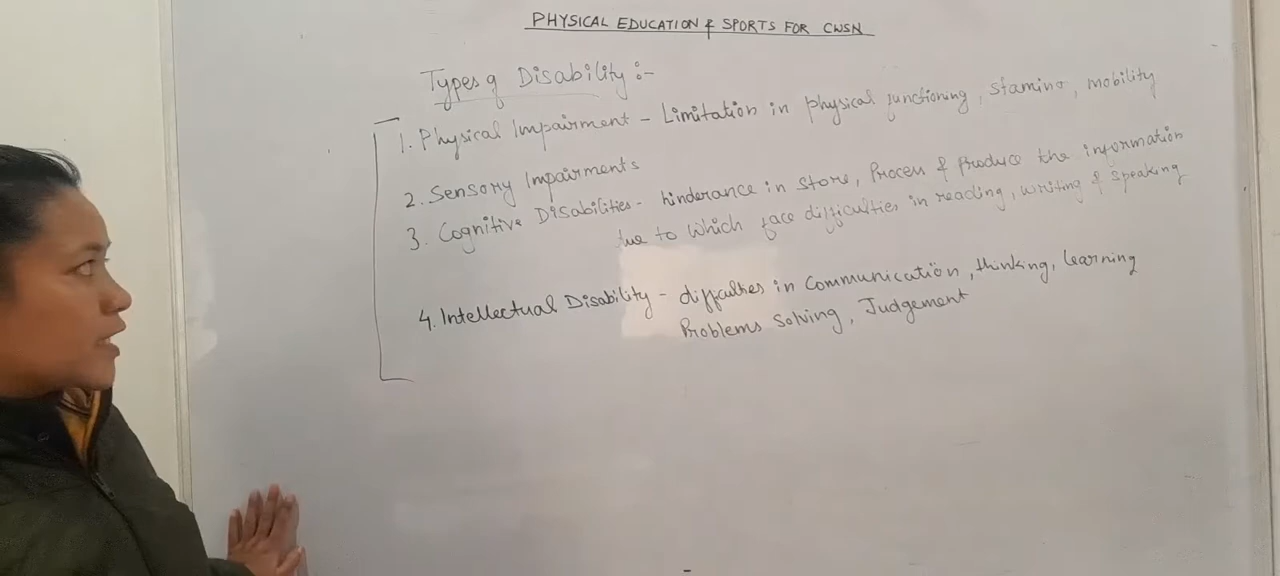 PHYSICAL EDUCATION & SPORTS FOR CWSN
Types of Disability :-
1. Physical Impairment - Limitation in physical functioning, stamina, mobility
2. Sensory Impairments
3. Cognitive Disabilities - hinderance in store, Process & produce the information
due to which face difficulties in reading, writing & speaking
4. Intellectual Disability - difficulties in communication, thinking, learning
Problems solving, Judgement